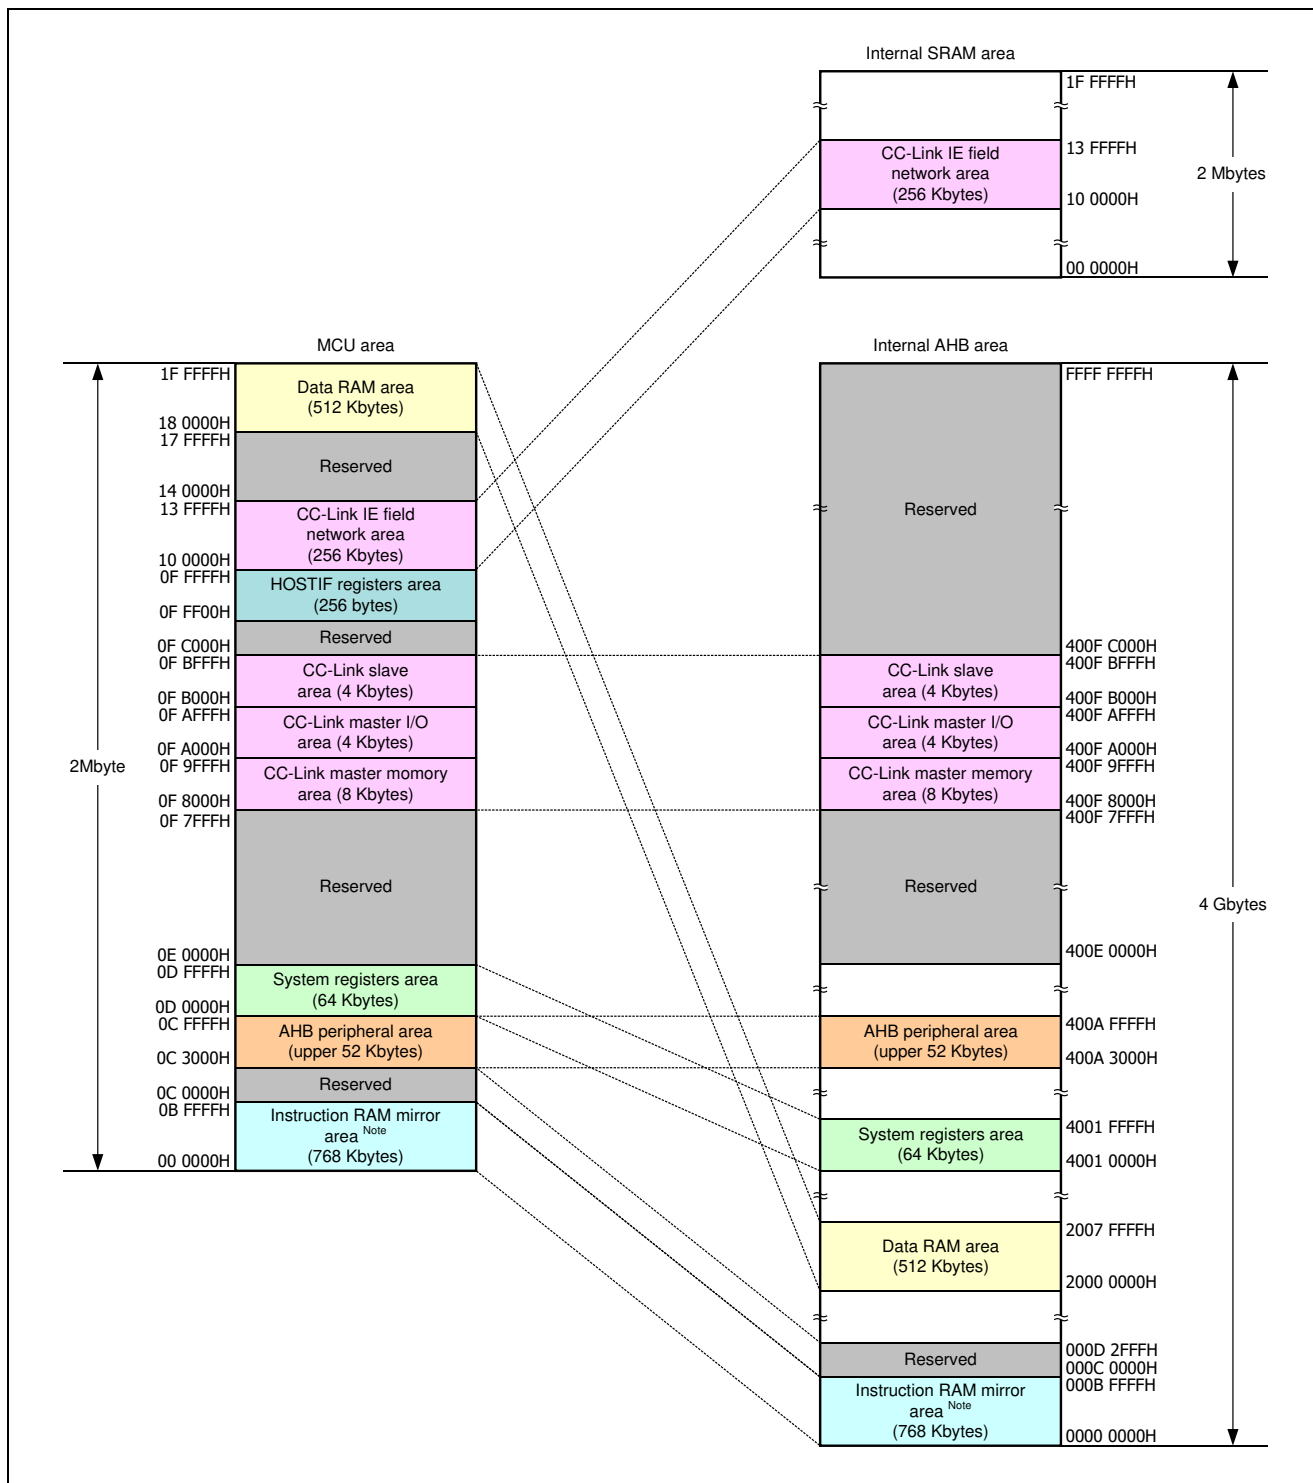 Internal SRAM area
1F FFFFH
13 FFFFH
CC-Link IE field
network area
(256 Kbytes)
10 0000H
00 0000H
2 Mbytes
MCU area
1F FFFFH
Data RAM area
(512 Kbytes)
18 0000H
17 FFFFH
Reserved
14 0000H
13 FFFFH
CC-Link IE field
network area
(256 Kbytes)
10 0000H
0F FFFFH
HOSTIF registers area
(256 bytes)
0F FF00H
Reserved
0F C000H
0F BFFFH
CC-Link slave
area (4 Kbytes)
0F B000H
0F AFFFH
CC-Link master I/O
area (4 Kbytes)
0F A000H
0F 9FFFH
CC-Link master momory
area (8 Kbytes)
0F 8000H
0F 7FFFH
Reserved
0E 0000H
0D FFFFH
System registers area
(64 Kbytes)
0D 0000H
0C FFFFH
AHB peripheral area
(upper 52 Kbytes)
0C 3000H
Reserved
0C 0000H
0B FFFFH
Instruction RAM mirror
area Note
(768 Kbytes)
00 0000H
2Mbyte
Internal AHB area
FFFF FFFFH
Reserved
400F C000H
400F BFFFH
CC-Link slave
area (4 Kbytes)
400F B000H
400F AFFFH
CC-Link master I/O
area (4 Kbytes)
400F A000H
400F 9FFFH
CC-Link master memory
area (8 Kbytes)
400F 8000H
400F 7FFFH
Reserved
400E 0000H
400A FFFFH
AHB peripheral area
(upper 52 Kbytes)
400A 3000H
4001 FFFFH
System registers area
(64 Kbytes)
4001 0000H
2007 FFFFH
Data RAM area
(512 Kbytes)
2000 0000H
000D 2FFFH
Reserved
000C 0000H
000B FFFFH
Instruction RAM mirror
area Note
(768 Kbytes)
0000 0000H
4 Gbytes